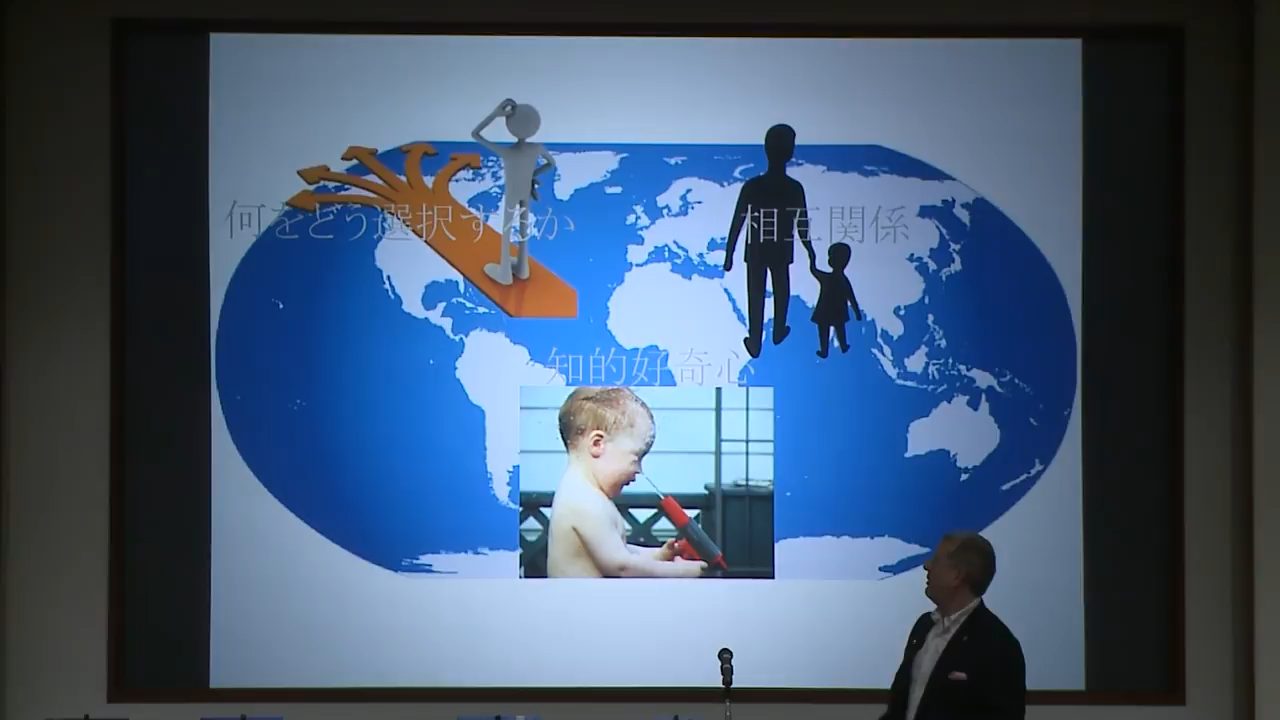 何をどう選択するか
相互関係
知的好奇心